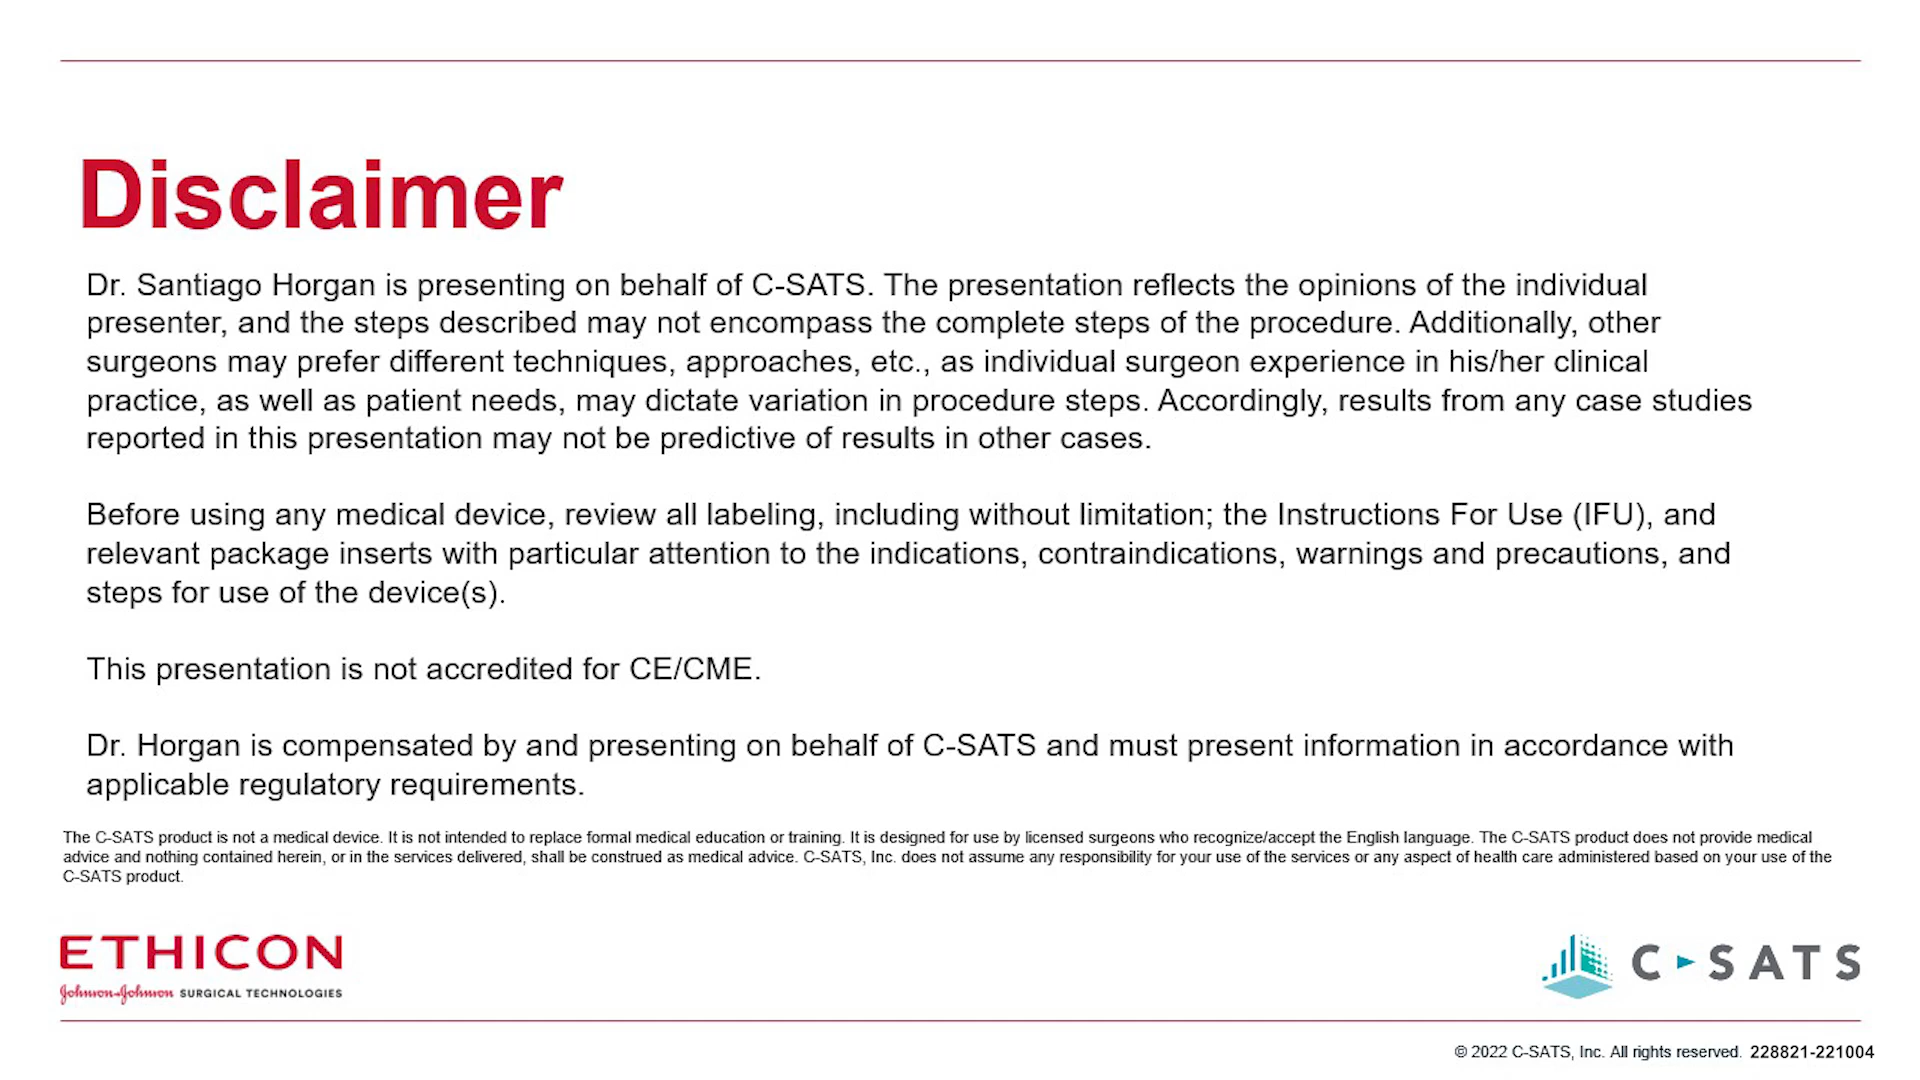 Disclaimer
Dr. Santiago Horgan is presenting on behalf of C-SATS. The presentation reflects the opinions of the individual
presenter, and the steps described may not encompass the complete steps of the procedure. Additionally, other
surgeons may prefer different techniques, approaches, etc., as individual surgeon experience in his/her clinical
practice, as well as patient needs, may dictate variation in procedure steps. Accordingly, results from any case studies
reported in this presentation may not be predictive of results in other cases.
Before using any medical device, review all labeling, including without limitation; the Instructions For Use (IFU), and
relevant package inserts with particular attention to the indications, contraindications, warnings and precautions, and
steps for use of the device(s).
This presentation is not accredited for CE/CME.
Dr. Horgan is compensated by and presenting on behalf of C-SATS and must present information in accordance with
applicable regulatory requirements.
The C-SATS product is not a medical device. It is not intended to replace formal medical education or training. It is designed for use by licensed surgeons who recognize/accept the English language. The C-SATS product does not provide medical
advice and nothing contained herein, or in the services delivered, shall be construed as medical advice. C-SATS, Inc. does not assume any responsibility for your use of the services or any aspect of health care administered based on your use of the
C-SATS product.
ETHICON
Johnson & Johnson SURGICAL TECHNOLOGIES
C-SATS
© 2022 C-SATS, Inc. All rights reserved. 228821-221004